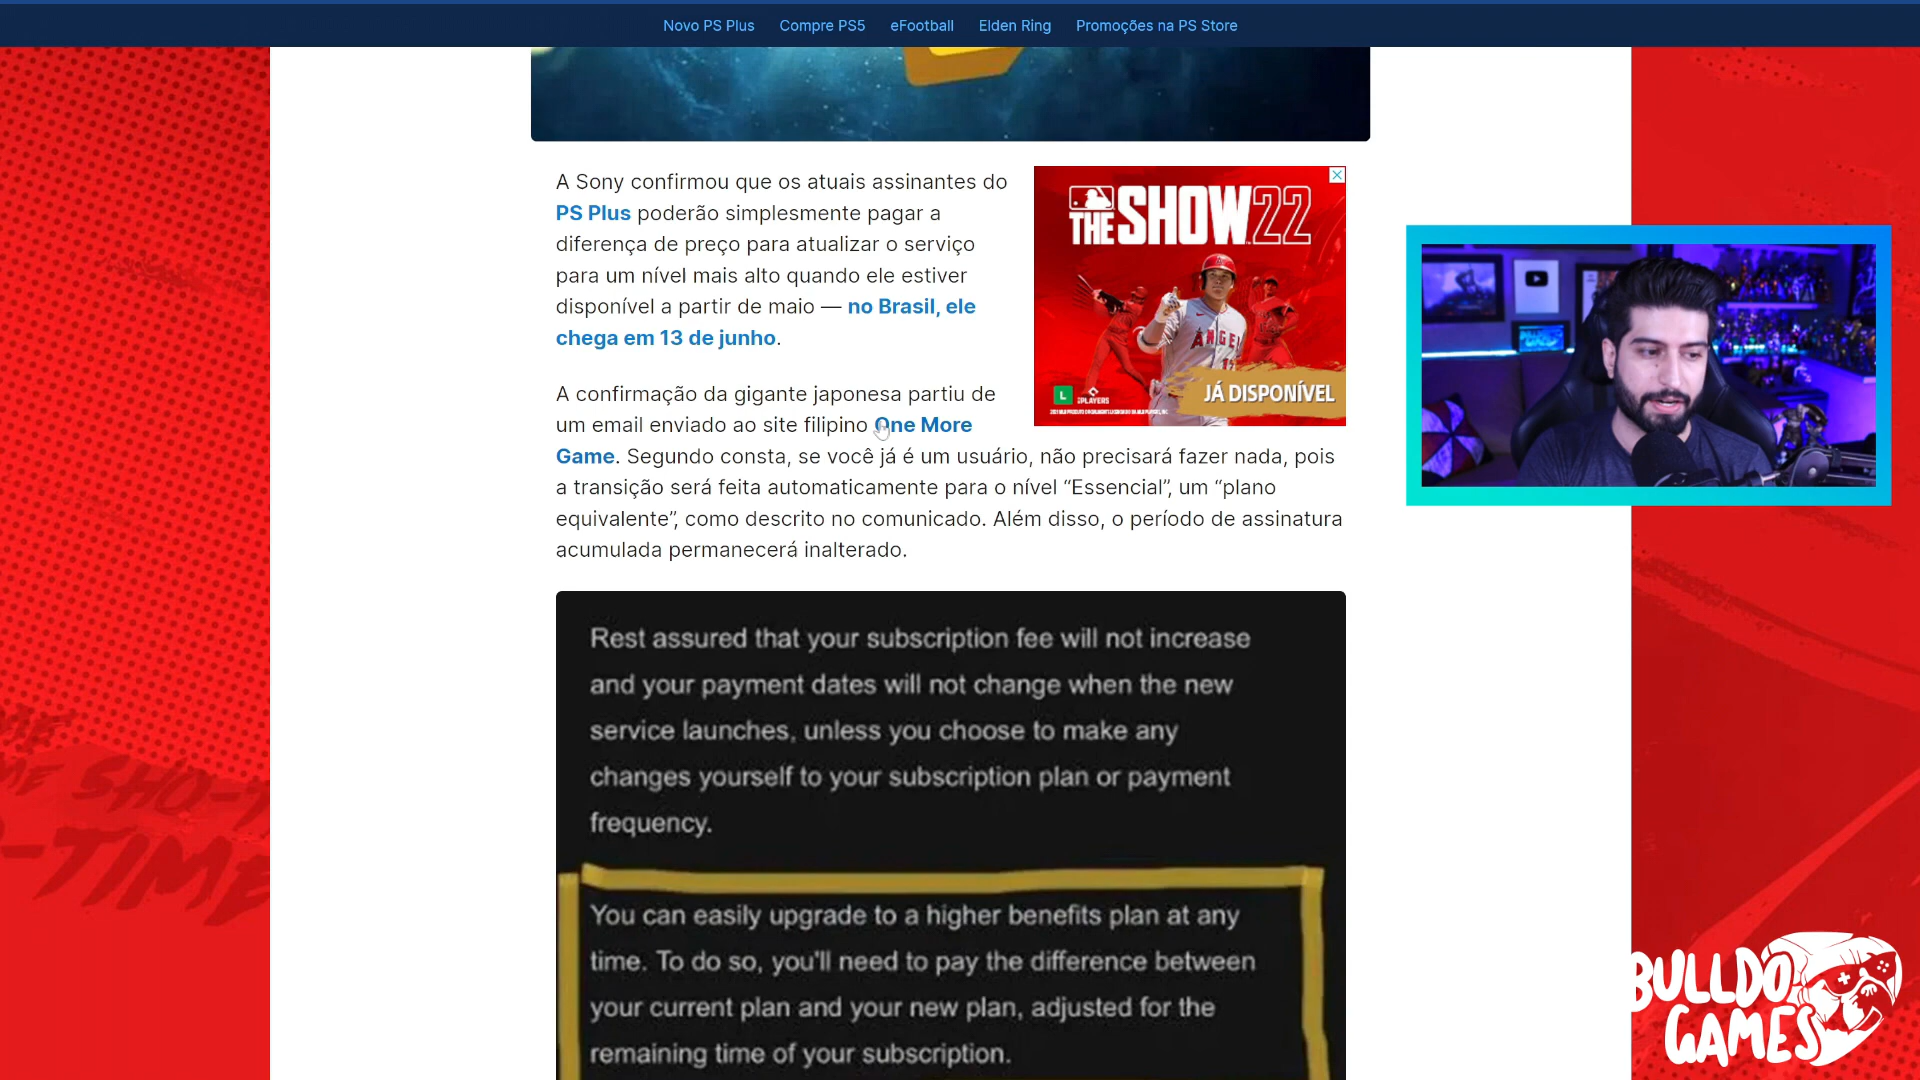 Novo PS Plus Compre PS5 eFootball Elden Ring Promoções na PS Store
A Sony confirmou que os atuais assinantes do
PS Plus poderão simplesmente pagar a
diferença de preço para atualizar o serviço
para um nível mais alto quando ele estiver
disponível a partir de maio — no Brasil, ele
chega em 13 de junho.
THE SHOW 22
ANGEL
L
PLAYERS
JÁ DISPONÍVEL
A confirmação da gigante japonesa partiu de
um email enviado ao site filipino One More
Game. Segundo consta, se você já é um usuário, não precisará fazer nada, pois
a transição será feita automaticamente para o nível “Essencial”, um “plano
equivalente”, como descrito no comunicado. Além disso, o período de assinatura
acumulada permanecerá inalterado.
Rest assured that your subscription fee will not increase
and your payment dates will not change when the new
service launches, unless you choose to make any
changes yourself to your subscription plan or payment
frequency.
You can easily upgrade to a higher benefits plan at any
time. To do so, you'll need to pay the difference between
your current plan and your new plan, adjusted for the
remaining time of your subscription.
SHO-T
-TIME
BULLDO
GAMES